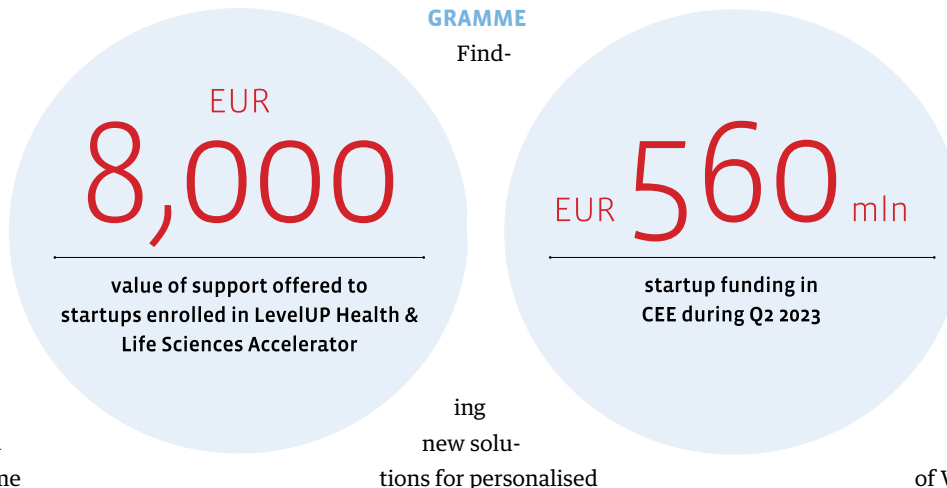 GRAMME
Find-
EUR
8,000
value of support offered to
startups enrolled in LevelUP Health &
Life Sciences Accelerator
EUR 560 mln
startup funding in
CEE during Q2 2023
ing
new solu-
tions for personalised
of